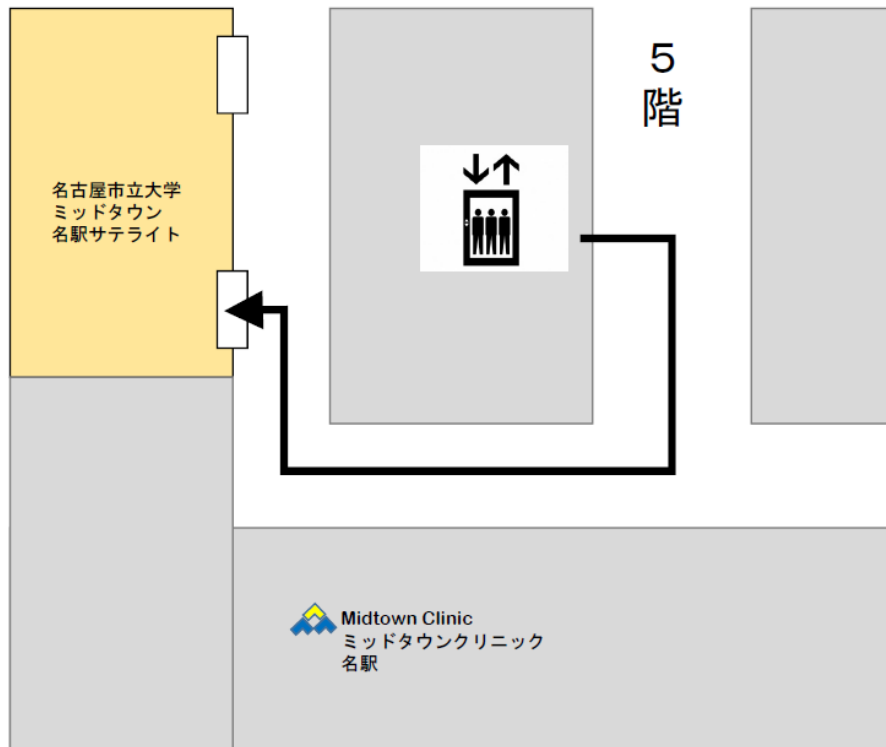 5
階
名古屋市立大学
ミッドタウン
名駅サテライト
Midtown Clinic
ミッドタウンクリニック
名駅